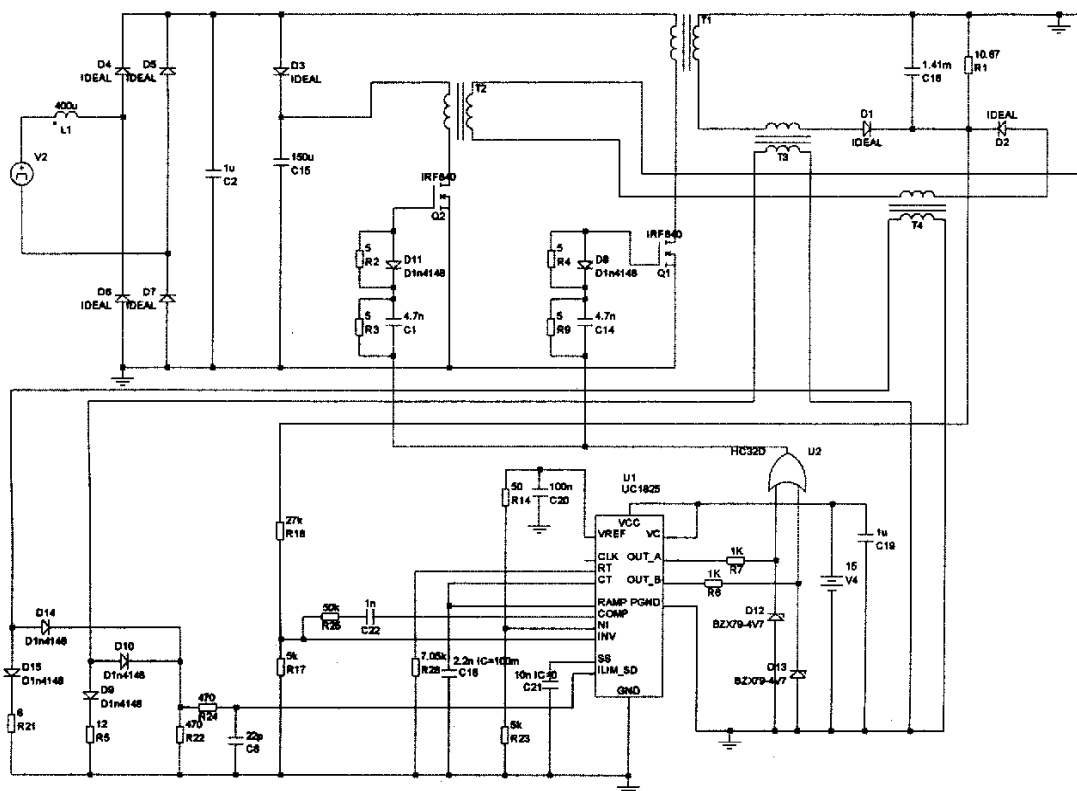 T1
D4
IDEAL
D5
IDEAL
D3
IDEAL
1.41m
C18
10.67
R1
400u
L1
T2
V2
1u
C2
150u
C15
D1
IDEAL
IDEAL
D2
T3
IRF840
Q2
T4
IRF840
Q1
5
R2
D11
D1n4148
5
R4
D8
D1n4148
D6
IDEAL
D7
IDEAL
5
R3
4.7n
C1
5
R9
4.7n
C14
HC32D
U2
U1
UC1825
50
R14
100n
C20
VCC
VREF
VC
1u
C19
27k
R18
CLK
RT
CT
OUT_A
OUT_B
1K
R7
1K
R6
15
V4
RAMP
PGND
COMP
NI
INV
50k
R25
1n
C22
D12
BZX79-4V7
D14
D1n4148
D10
D1n4148
5k
R17
7.05k
R28
2.2n IC=100m
C16
SS
ILIM_SD
10n IC=0
C21
D13
BZX79-4V7
D15
D1n4148
D9
D1n4148
GND
470
R24
6
R21
12
R5
470
R22
22p
C6
5k
R23